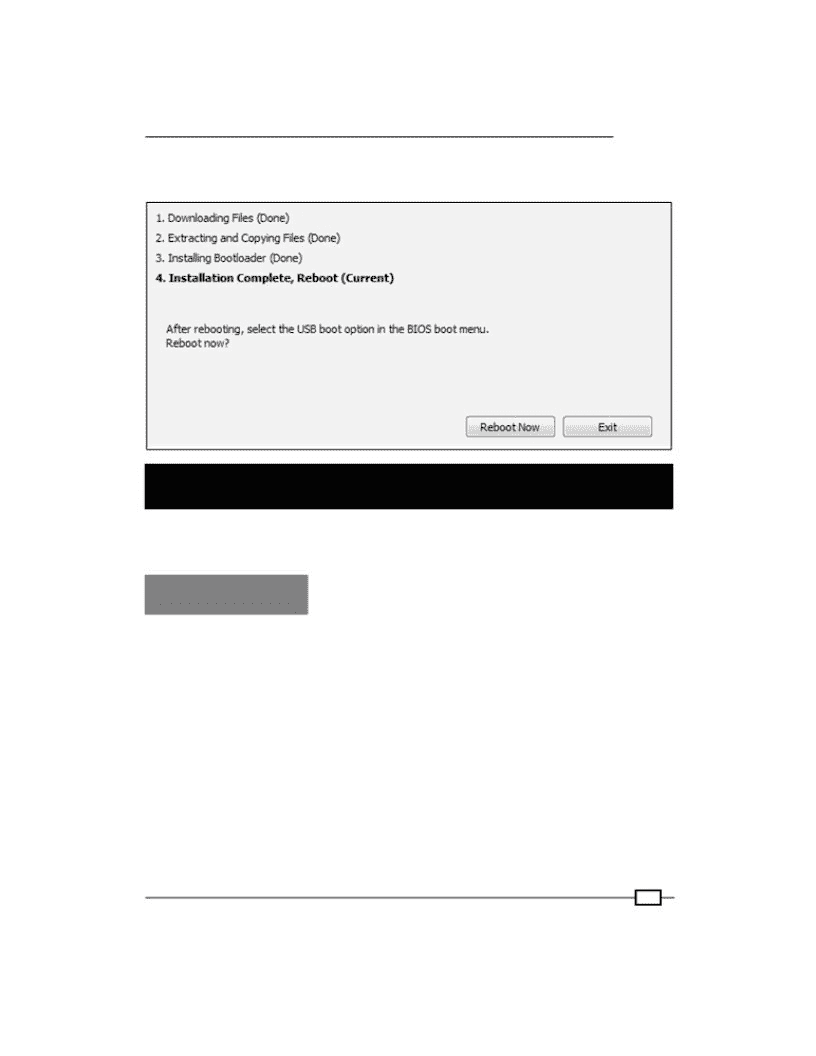 1. Downloading Files (Done)
2. Extracting and Copying Files (Done)
3. Installing Bootloader (Done)
4. Installation Complete, Reboot (Current)
After rebooting, select the USB boot option in the BIOS boot menu.
Reboot now?
Reboot Now
Exit